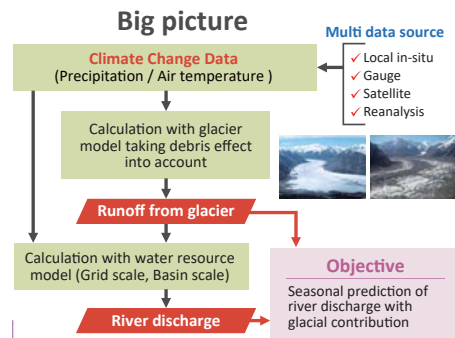 Big picture
Multi data source
Climate Change Data
(Precipitation / Air temperature )
✓ Local in-situ
✓ Gauge
✓ Satellite
✓ Reanalysis
Calculation with glacier
model taking debris effect
into account
Runoff from glacier
Calculation with water resource
model (Grid scale, Basin scale)
River discharge
Objective
Seasonal prediction of
river discharge with
glacial contribution